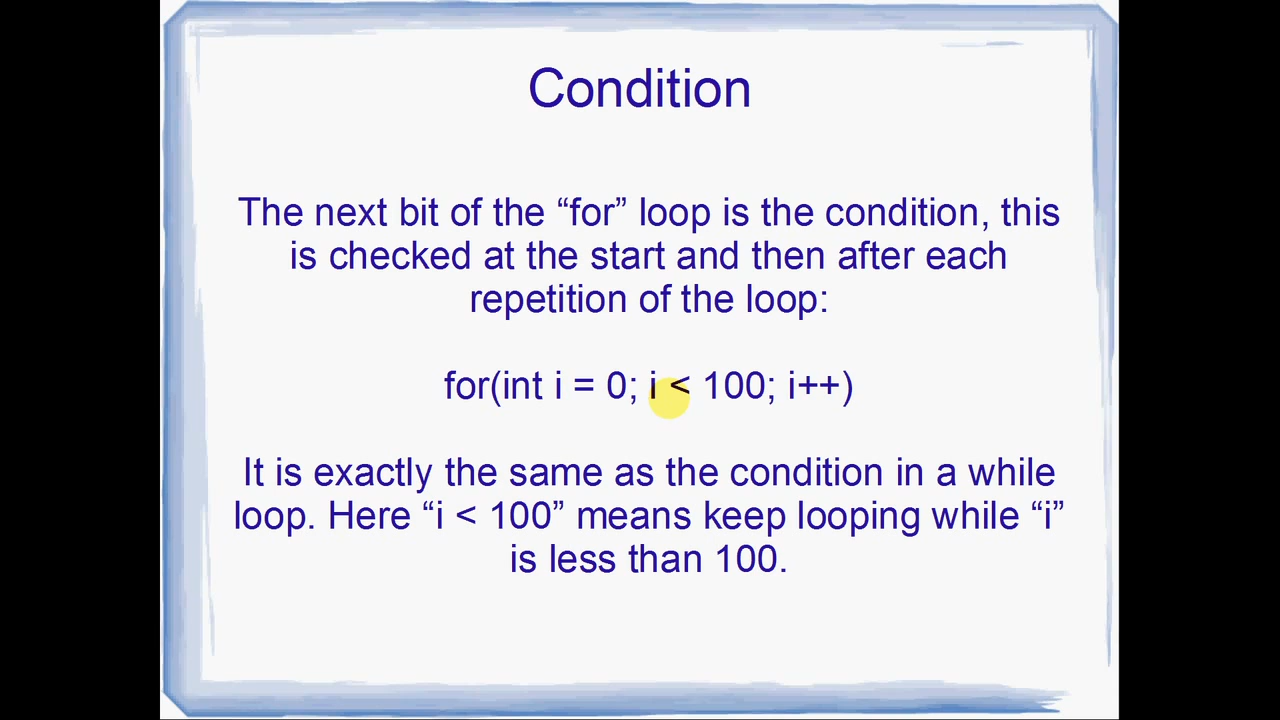 Condition
The next bit of the “for” loop is the condition, this
is checked at the start and then after each
repetition of the loop:
for(int i = 0; i < 100; i++)
It is exactly the same as the condition in a while
loop. Here “i < 100” means keep looping while “i”
is less than 100.